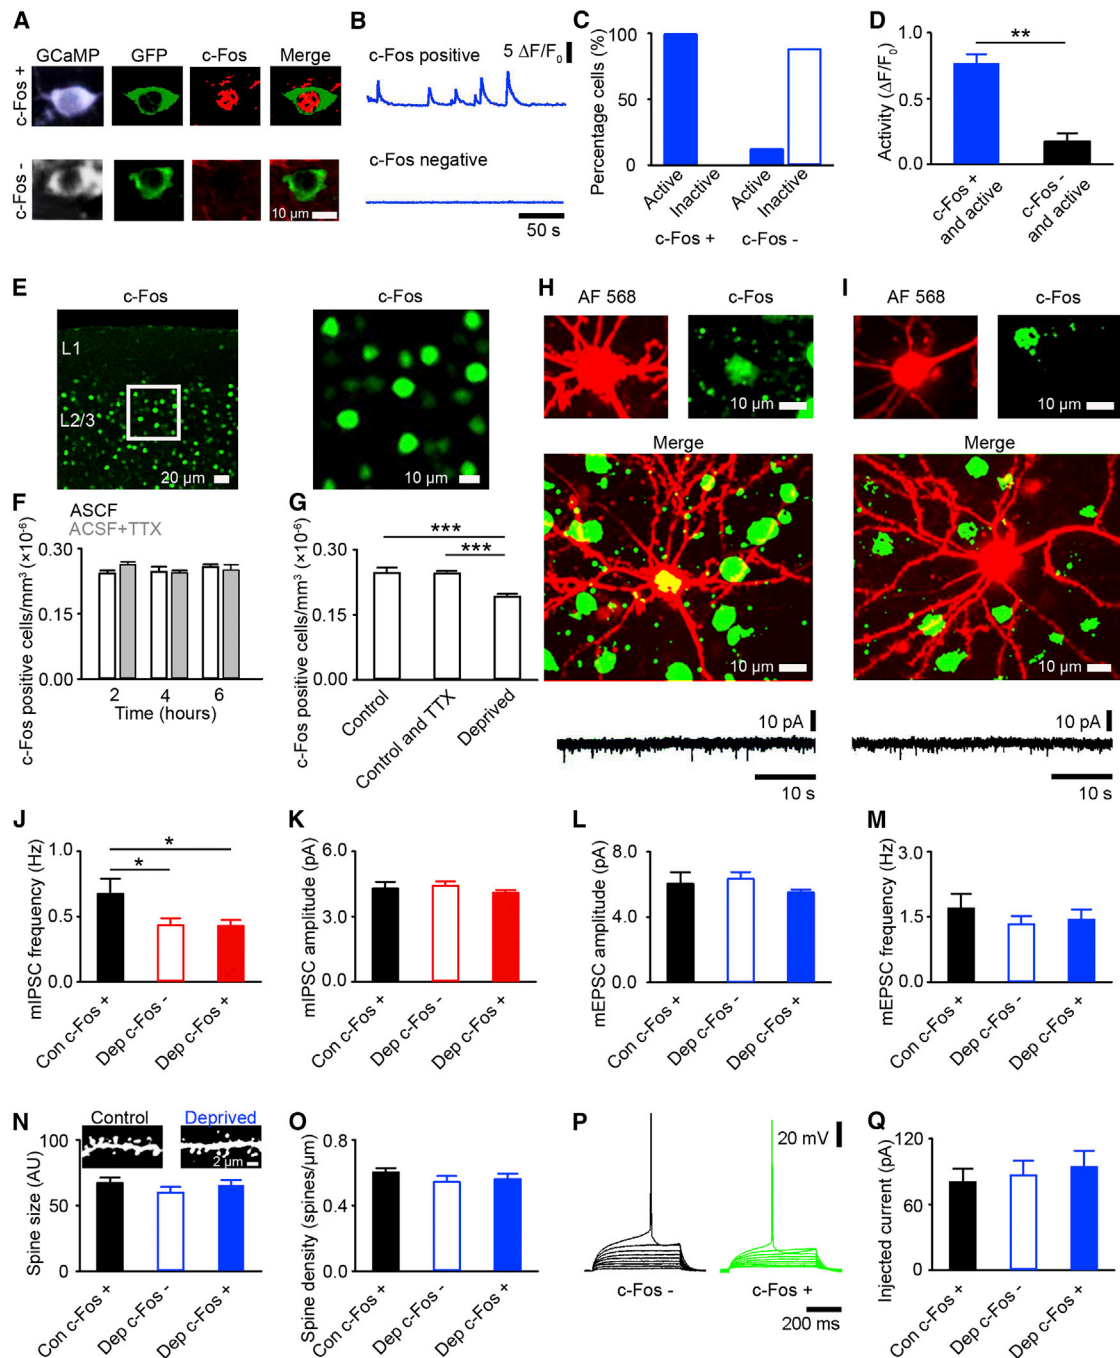 A
GCaMP GFP c-Fos Merge
c-Fos +
c-Fos -
10 µm
B
c-Fos positive
5 ΔF/F0
c-Fos negative
50 s
C
Percentage cells (%)
100
50
0
Active
Inactive
Active
Inactive
c-Fos + c-Fos -
D
Activity (ΔF/F0)
1.0
0.5
0.0
**
c-Fos +
and active
c-Fos -
and active
E
c-Fos
c-Fos
L1
L2/3
20 µm
10 µm
F
ASCF
ACSF+TTX
c-Fos positive cells/mm³ (×10⁻⁶)
0.30
0.15
0.00
2 4 6
Time (hours)
G
c-Fos positive cells/mm³ (×10⁻⁶)
0.30
0.15
0.00
***
***
Control
Control and TTX
Deprived
H
AF 568 c-Fos
10 µm
Merge
10 µm
10 pA
10 s
I
AF 568 c-Fos
10 µm
Merge
10 µm
10 pA
10 s
J
mIPSC frequency (Hz)
1.0
0.5
0.0
*
*
Con c-Fos +
Dep c-Fos -
Dep c-Fos +
K
mIPSC amplitude (pA)
6.0
4.0
2.0
0.0
Con c-Fos +
Dep c-Fos -
Dep c-Fos +
L
mEPSC amplitude (pA)
8.0
6.0
4.0
0.0
Con c-Fos +
Dep c-Fos -
Dep c-Fos +
M
mEPSC frequency (Hz)
3.0
1.5
0.0
Con c-Fos +
Dep c-Fos -
Dep c-Fos +
N
Control Deprived
2 µm
Spine size (AU)
100
50
0
Con c-Fos +
Dep c-Fos -
Dep c-Fos +
O
Spine density (spines/µm)
0.8
0.4
0.0
Con c-Fos +
Dep c-Fos -
Dep c-Fos +
P
20 mV
c-Fos - c-Fos +
200 ms
Q
Injected current (pA)
120
60
0
Con c-Fos +
Dep c-Fos -
Dep c-Fos +